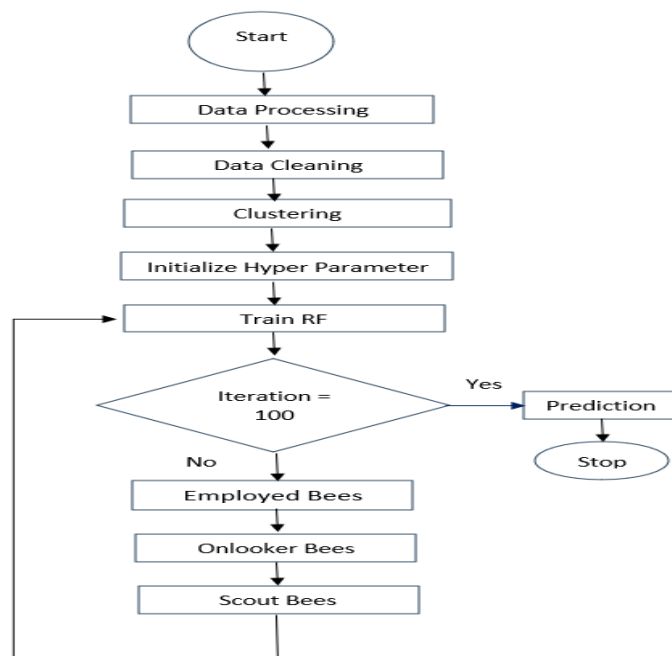 Start
Data Processing
Data Cleaning
Clustering
Initialize Hyper Parameter
Train RF
Iteration =
100
Yes
Prediction
Stop
No
Employed Bees
Onlooker Bees
Scout Bees